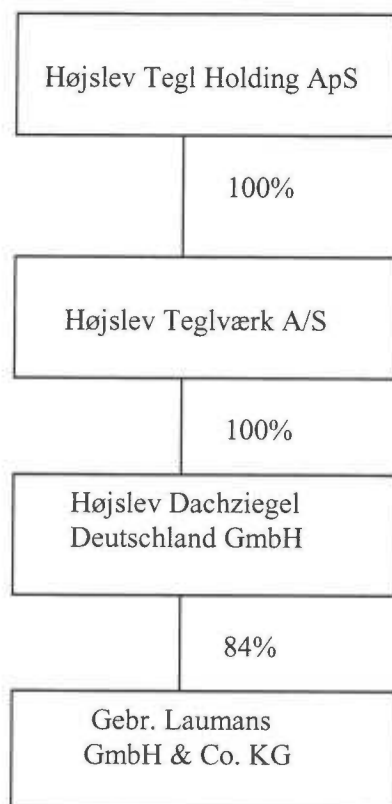 Højslev Tegl Holding ApS
100%
Højslev Teglværk A/S
100%
Højslev Dachziegel
Deutschland GmbH
84%
Gebr. Laumans
GmbH & Co. KG